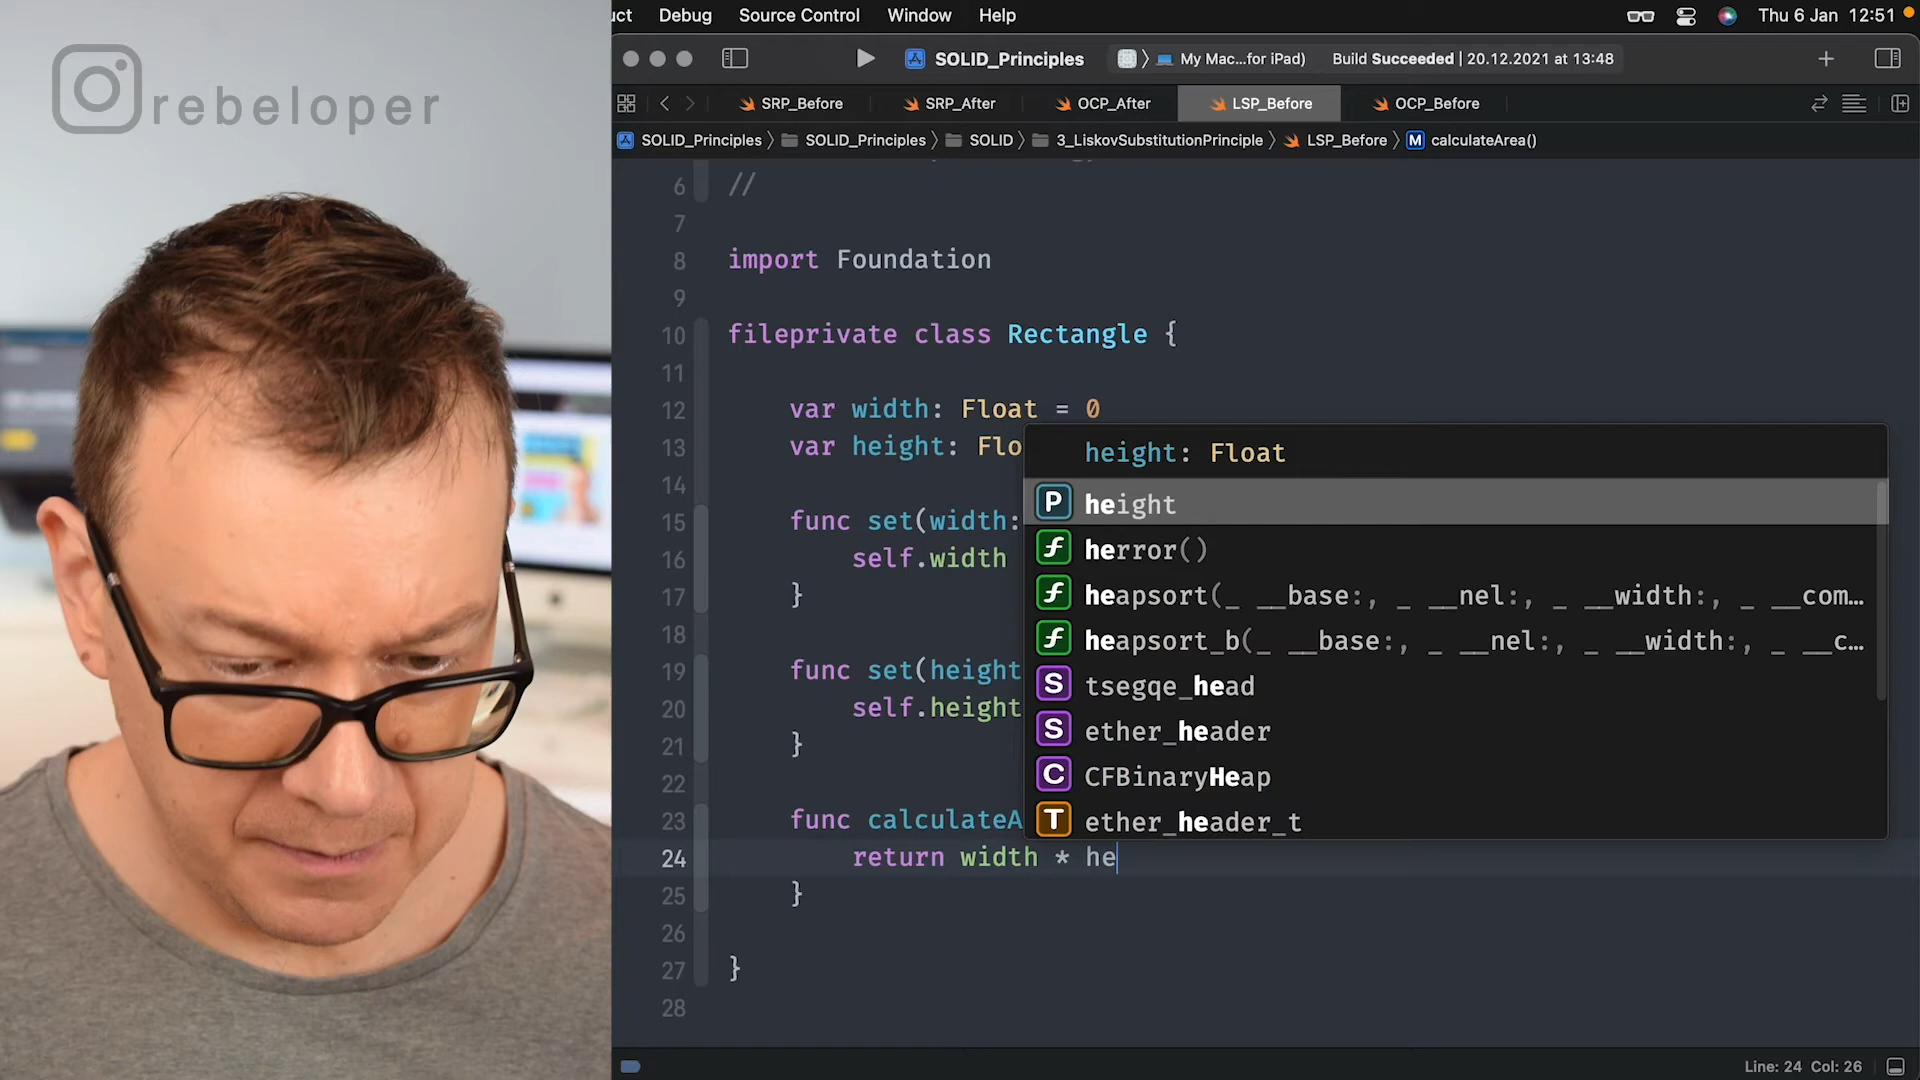 rebeloper
uct Debug Source Control Window Help Thu 6 Jan 12:51
SOLID_Principles My Mac...for iPad) Build Succeeded | 20.12.2021 at 13:48
SRP_Before SRP_After OCP_After LSP_Before OCP_Before
SOLID_Principles SOLID_Principles SOLID 3_LiskovSubstitutionPrinciple LSP_Before M calculateArea()
6 //
7
8 import Foundation
9
10 fileprivate class Rectangle {
11
12 var width: Float = 0
13 var height: Flo
height: Float
14
P height
15 func set(width:
f herror()
16 self.width
f heapsort(_ __base:, _ __nel:, _ __width:, _ __com…
17 }
18
f heapsort_b(_ __base:, _ __nel:, _ __width:, _ __c…
19 func set(height
S tsegqe_head
20 self.height
S ether_header
21 }
C CFBinaryHeap
22
23 func calculateA
T ether_header_t
24 return width * he
25 }
26
27 }
28
Line: 24 Col: 26